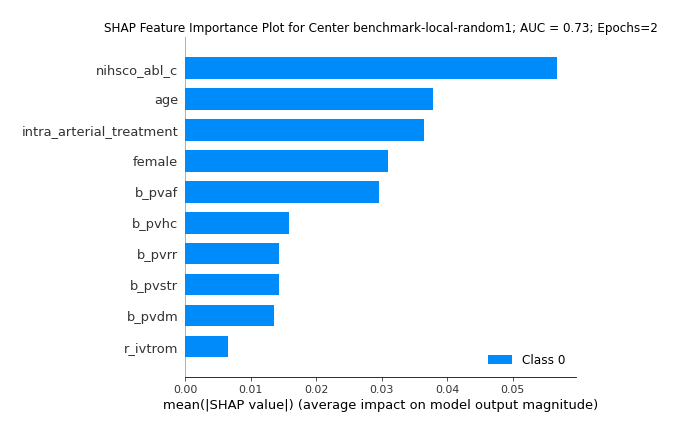 SHAP Feature Importance Plot for Center benchmark-local-random1; AUC = 0.73; Epochs=2
nihsco_abl_c
age
intra_arterial_treatment
female
b_pvaf
b_pvhc
b_pvrr
b_pvstr
b_pvdm
r_ivtrom
Class 0
0.00 0.01 0.02 0.03 0.04 0.05
mean(|SHAP value|) (average impact on model output magnitude)